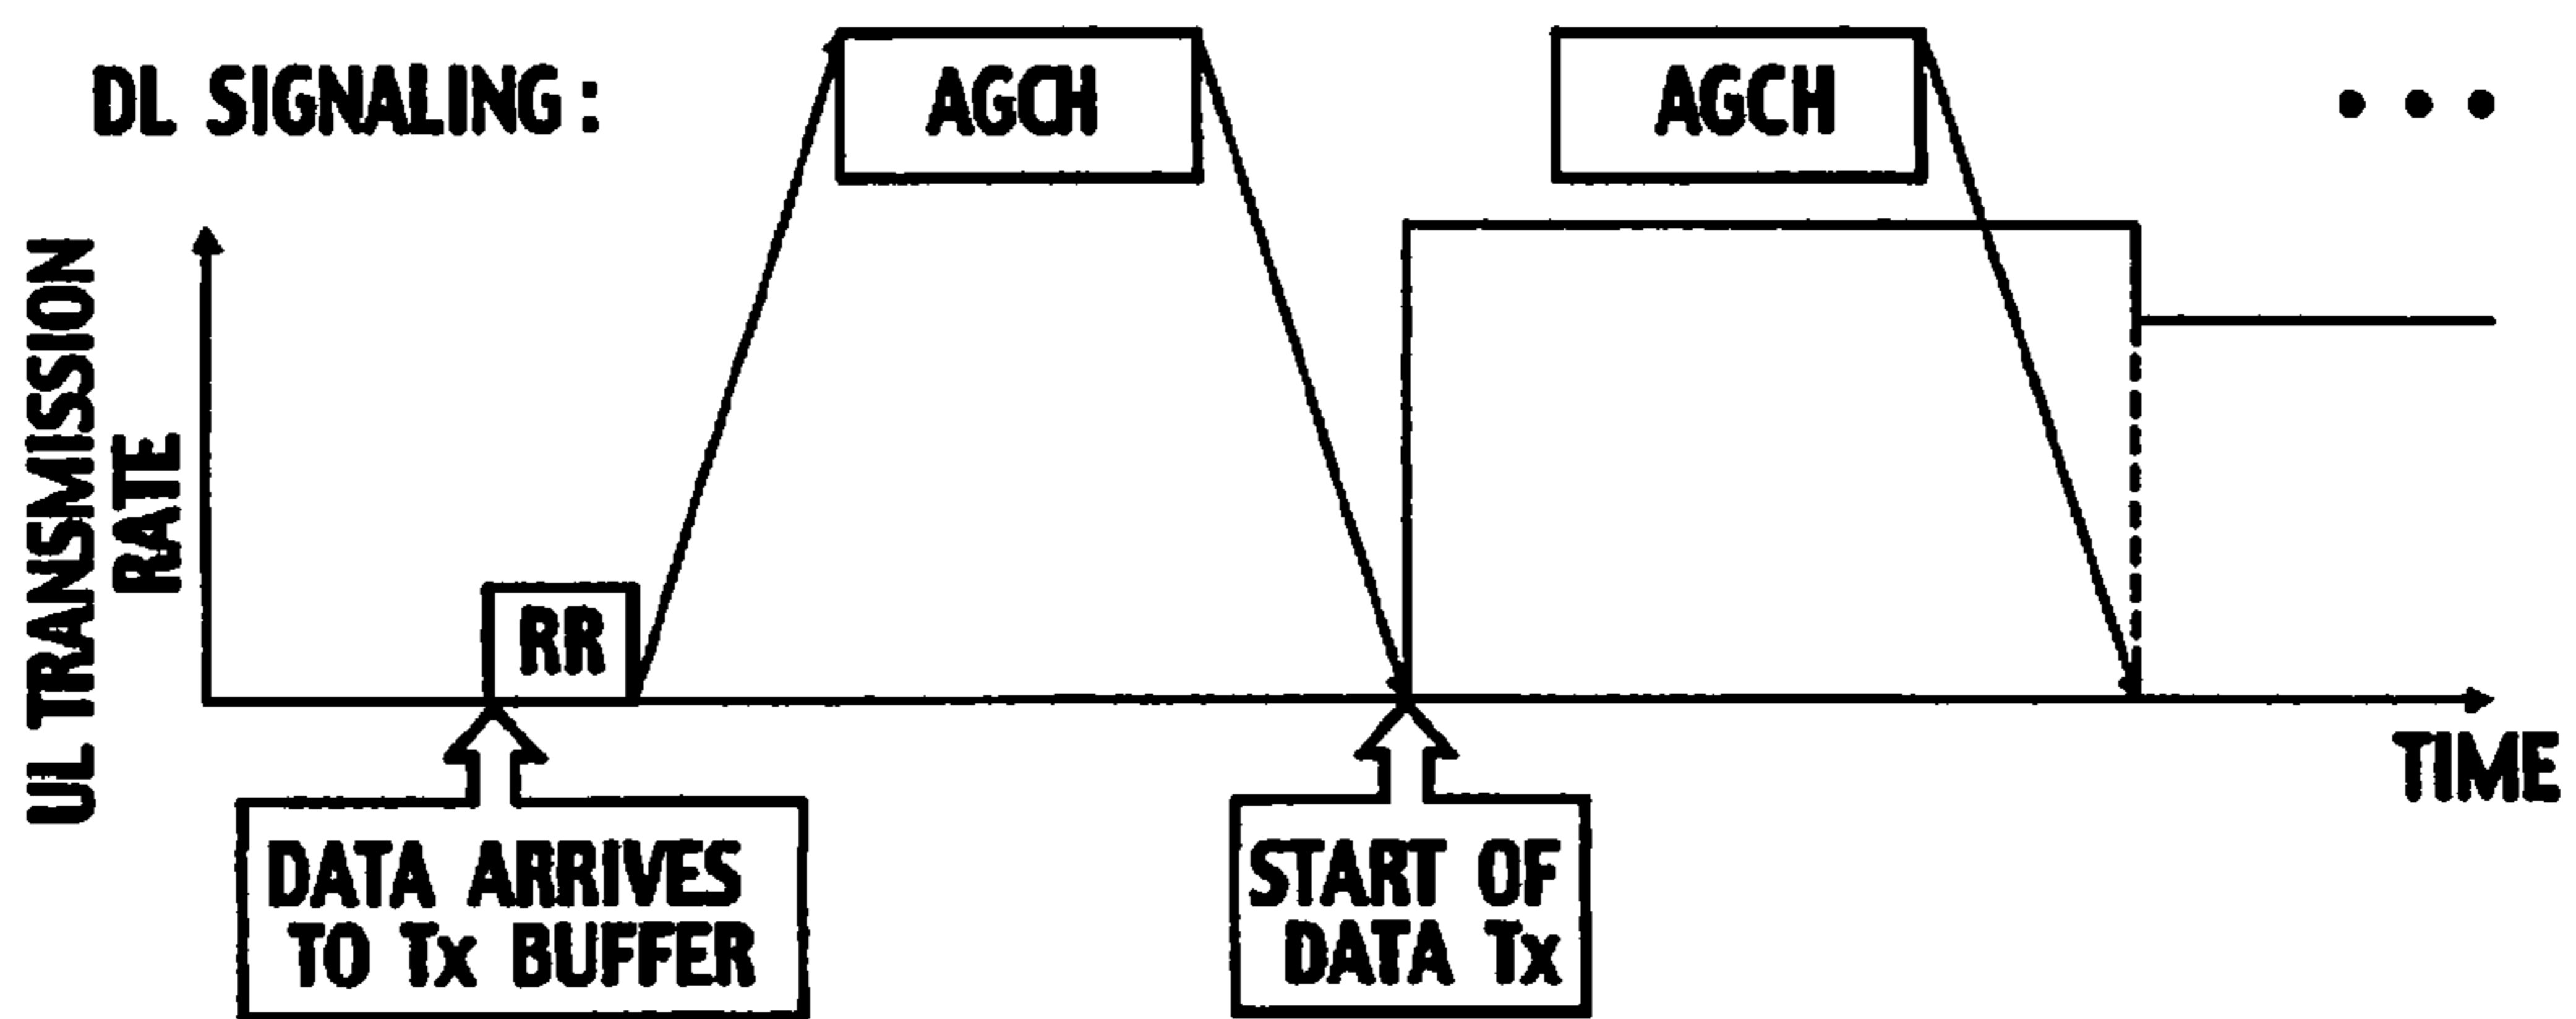 DL SIGNALING :
AGCH
AGCH
UL TRANSMISSION
RATE
RR
TIME
DATA ARRIVES
TO Tx BUFFER
START OF
DATA Tx